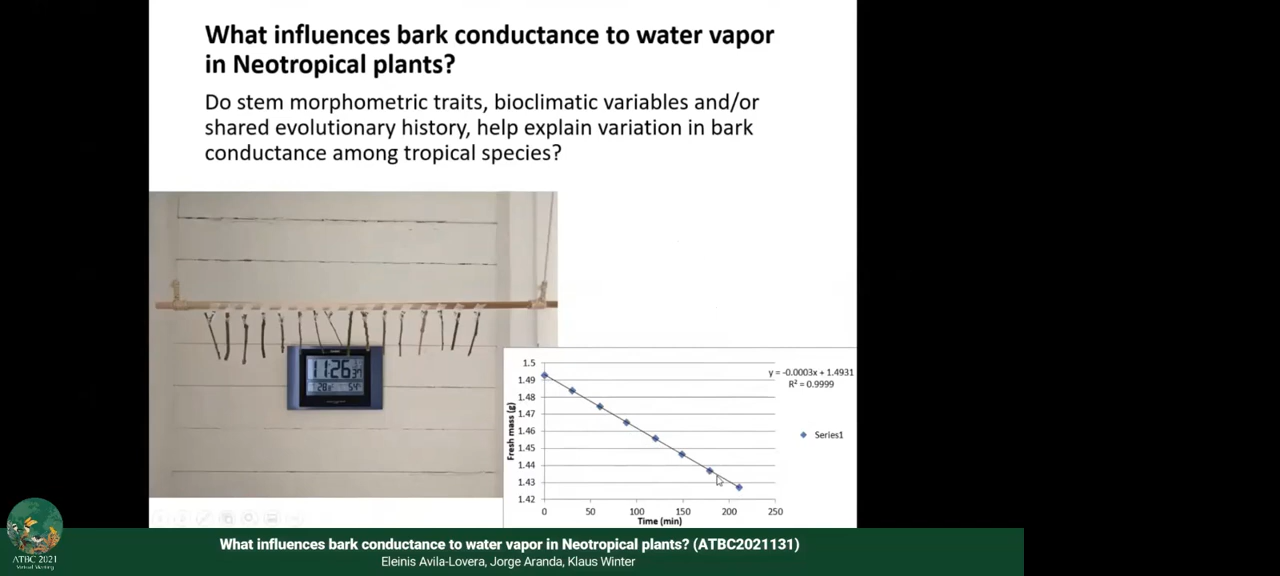 What influences bark conductance to water vapor
in Neotropical plants?
Do stem morphometric traits, bioclimatic variables and/or
shared evolutionary history, help explain variation in bark
conductance among tropical species?
11:26
28
54
1.5
1.49
1.48
1.47
1.46
1.45
1.44
1.43
1.42
Fresh mass (g)
0 50 100 150 200 250
Time (min)
y = -0.0003x + 1.4931
R² = 0.9999
Series1
ATBC 2021
Virtual Meeting
What influences bark conductance to water vapor in Neotropical plants? (ATBC2021131)
Eleinis Avila-Lovera, Jorge Aranda, Klaus Winter